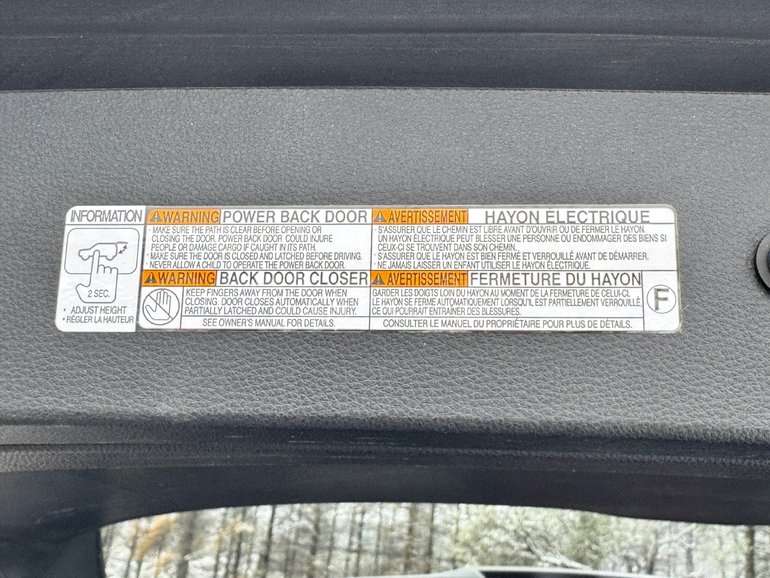 INFORMATION
2 SEC.
* ADJUST HEIGHT
* RÉGLER LA HAUTEUR
WARNING POWER BACK DOOR
* MAKE SURE THE PATH IS CLEAR BEFORE OPENING OR
CLOSING THE DOOR. POWER BACK DOOR COULD INJURE
PEOPLE OR DAMAGE CARGO IF CAUGHT IN ITS PATH.
* MAKE SURE THE DOOR IS CLOSED AND LATCHED BEFORE DRIVING.
NEVER ALLOW A CHILD TO OPERATE THE POWER BACK DOOR.
WARNING BACK DOOR CLOSER
KEEP FINGERS AWAY FROM THE DOOR WHEN
CLOSING. DOOR CLOSES AUTOMATICALLY WHEN
PARTIALLY LATCHED AND COULD CAUSE INJURY.
SEE OWNER'S MANUAL FOR DETAILS.
AVERTISSEMENT HAYON ÉLECTRIQUE
* S'ASSURER QUE LE CHEMIN EST LIBRE AVANT D'OUVRIR OU DE FERMER LE HAYON.
UN HAYON ÉLECTRIQUE PEUT BLESSER UNE PERSONNE OU ENDOMMAGER DES BIENS SI
CEUX-CI SE TROUVENT DANS SON CHEMIN.
* S'ASSURER QUE LE HAYON EST BIEN FERMÉ ET VERROUILLÉ AVANT DE DÉMARRER.
NE JAMAIS LAISSER UN ENFANT UTILISER LE HAYON ÉLECTRIQUE.
AVERTISSEMENT FERMETURE DU HAYON
GARDER LES DOIGTS LOIN DU HAYON AU MOMENT DE LA FERMETURE DE CELUI-CI.
LE HAYON SE FERME AUTOMATIQUEMENT LORSQU'IL EST PARTIELLEMENT VERROUILLÉ
CE QUI POURRAIT ENTRAÎNER DES BLESSURES.
CONSULTER LE MANUEL DU PROPRIÉTAIRE POUR PLUS DE DÉTAILS.
F